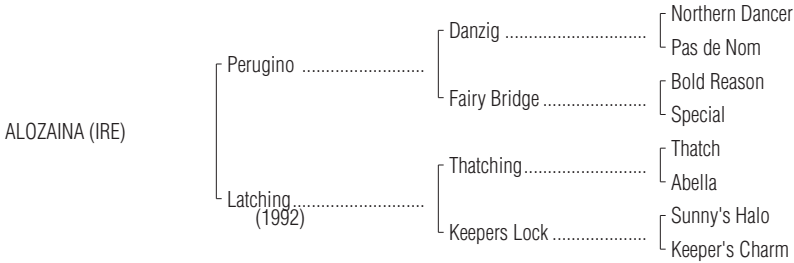 Northern Dancer
Danzig ..............................
Pas de Nom
Perugino ..........................
Bold Reason
Fairy Bridge ......................
Special
ALOZAINA (IRE)
Thatch
Thatching..........................
Abella
Latching............................
(1992)
Sunny's Halo
Keepers Lock ....................
Keeper's Charm